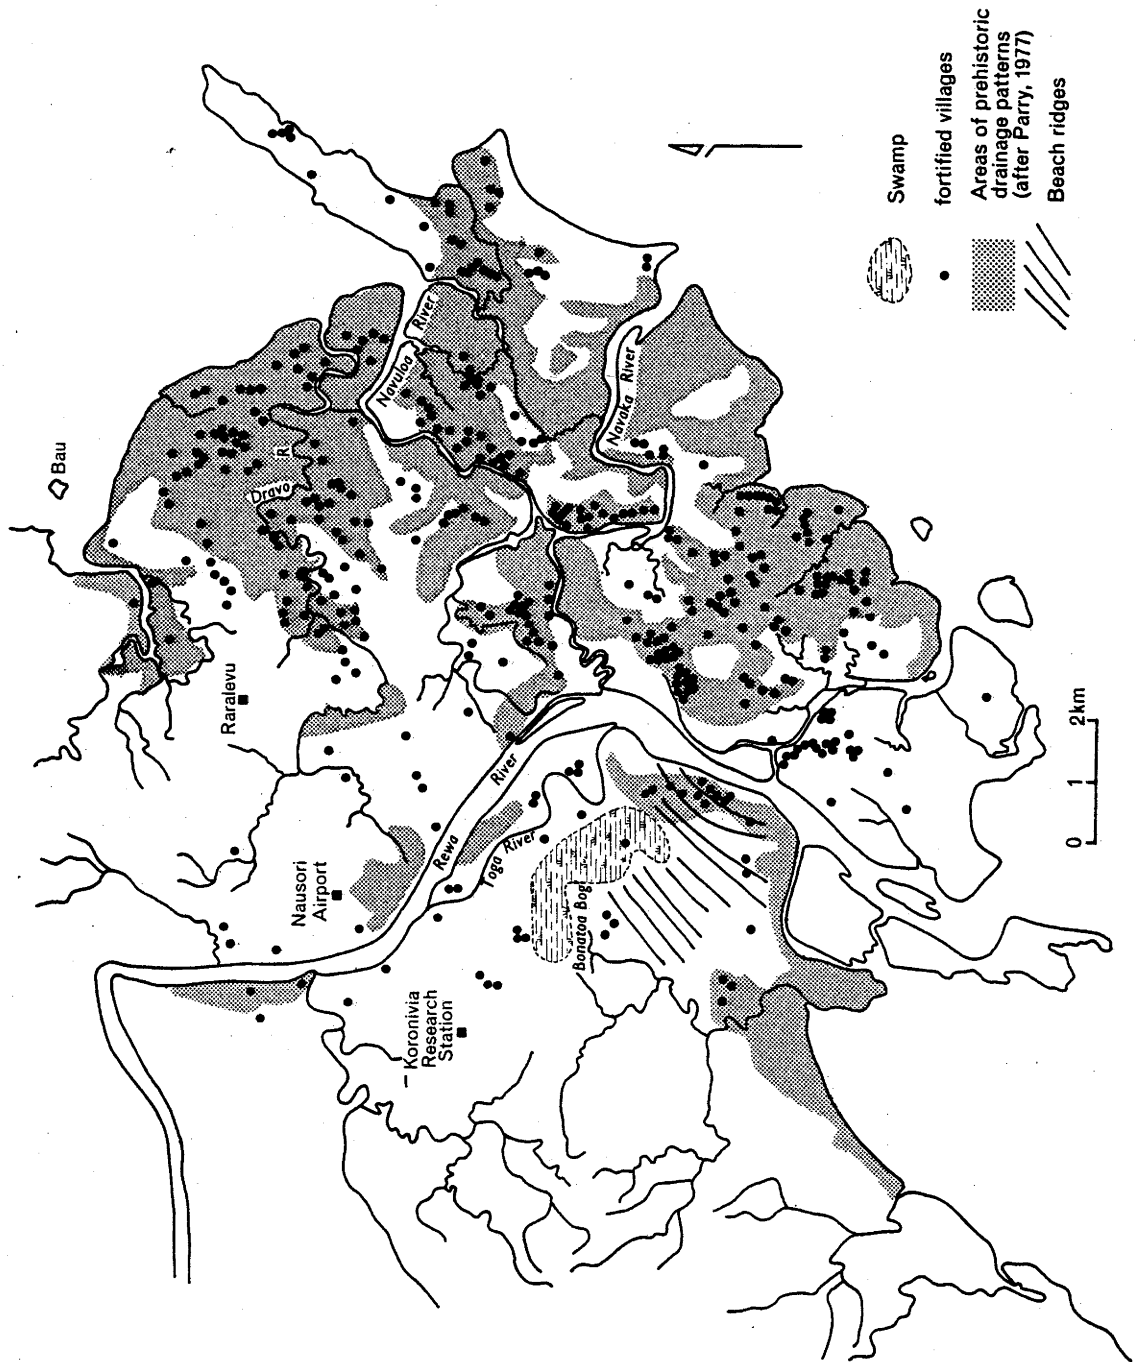 Bau
Raralevu
Nausori
Airport
Koronivia
Research
Station
Dravo
R
Navuloa
River
Navaka River
Rewa
River
Toga River
Bonatoa Bog
Swamp
fortified villages
Areas of prehistoric
drainage patterns
(after Parry, 1977)
Beach ridges
0 1 2km